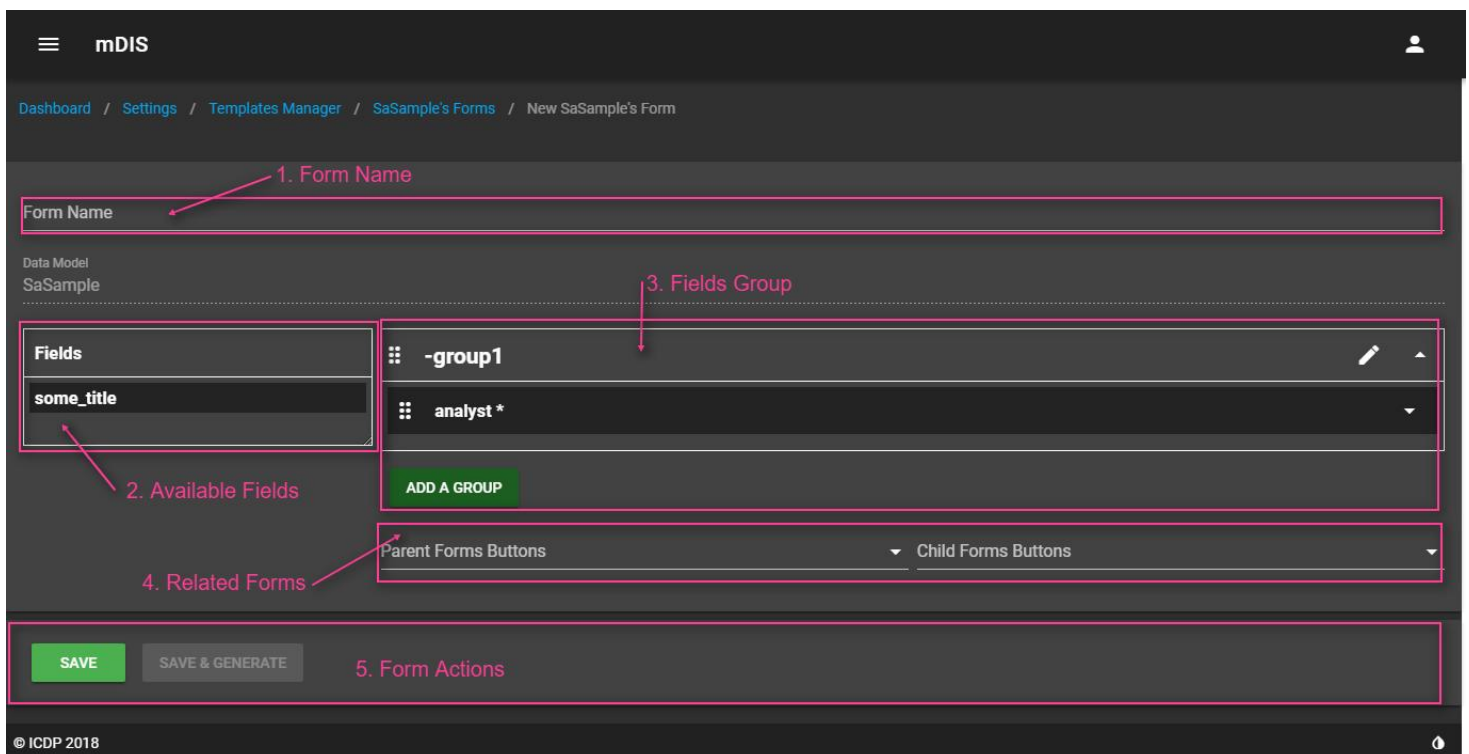 mDIS
Dashboard / Settings / Templates Manager / SaSample's Forms / New SaSample's Form
1. Form Name
Form Name
Data Model
SaSample
3. Fields Group
Fields
-group1
some_title
analyst *
2. Available Fields
ADD A GROUP
Parent Forms Buttons
Child Forms Buttons
4. Related Forms
SAVE
SAVE & GENERATE
5. Form Actions
© ICDP 2018